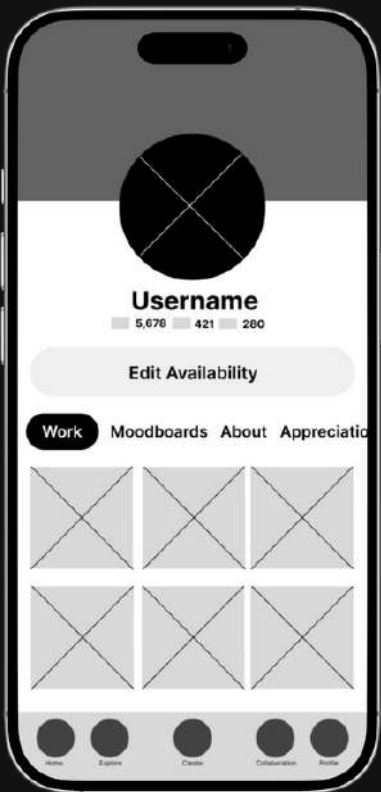 Username
5,678 421 280
Edit Availability
Work Moodboards About Appreciatio
Home Explore Create Collaboration Profile